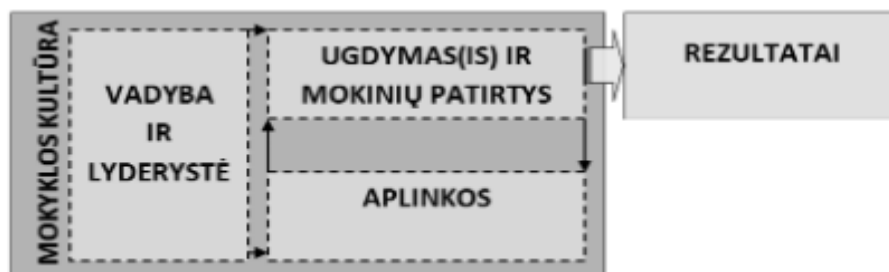 MOKYKLOS KULTŪRA
VADYBA
IR
LYDERYSTĖ
UGDYMAS(IS) IR
MOKINIŲ PATIRTYS
APLINKOS
REZULTATAI